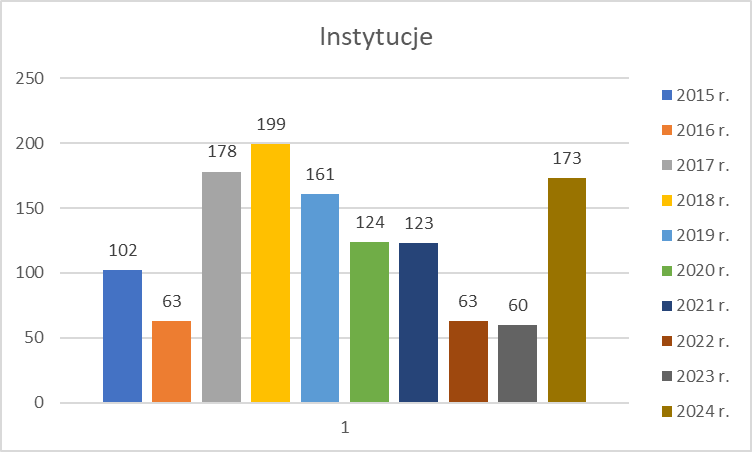 Instytucje
250
200
150
100
50
0
102
63
178
199
161
124
123
63
60
173
1
2015 r.
2016 r.
2017 r.
2018 r.
2019 r.
2020 r.
2021 r.
2022 r.
2023 r.
2024 r.